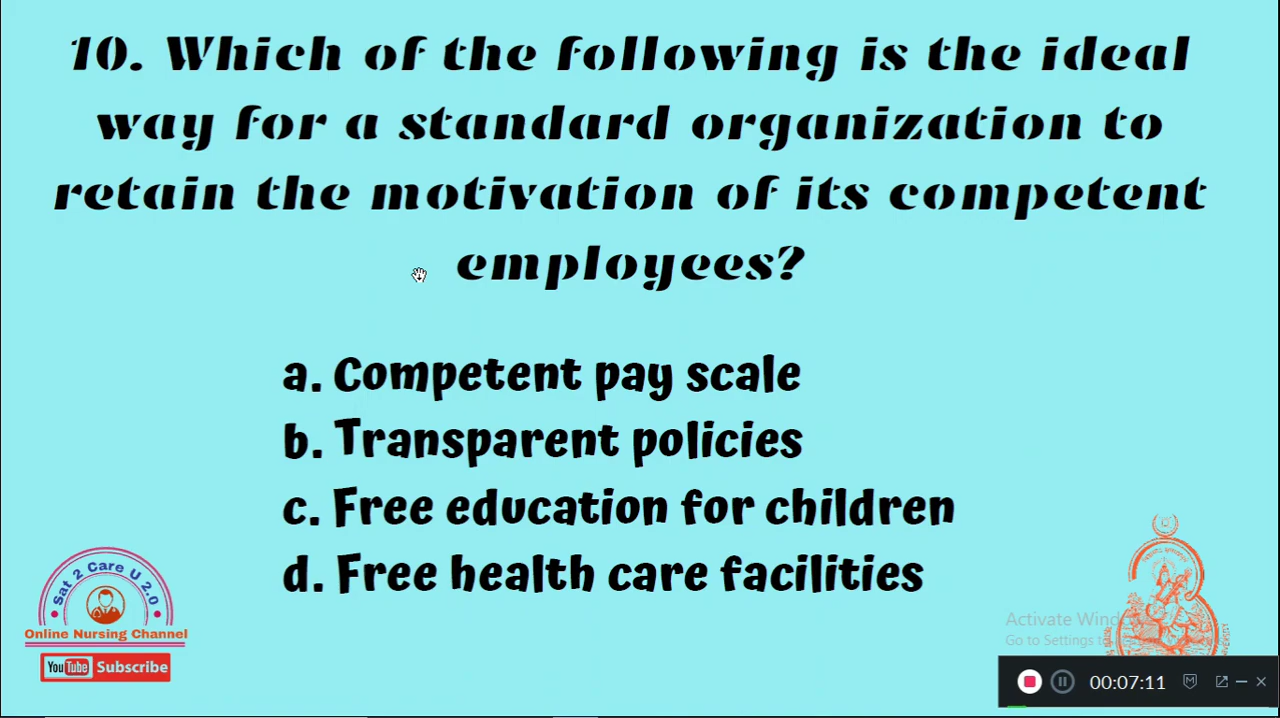 10. Which of the following is the ideal
way for a standard organization to
retain the motivation of its competent
employees?
a. Competent pay scale
b. Transparent policies
c. Free education for children
d. Free health care facilities
Sat 2 Care U 2.0
Online Nursing Channel
YouTube Subscribe
Activate Wind
Go to Settings t
00:07:11